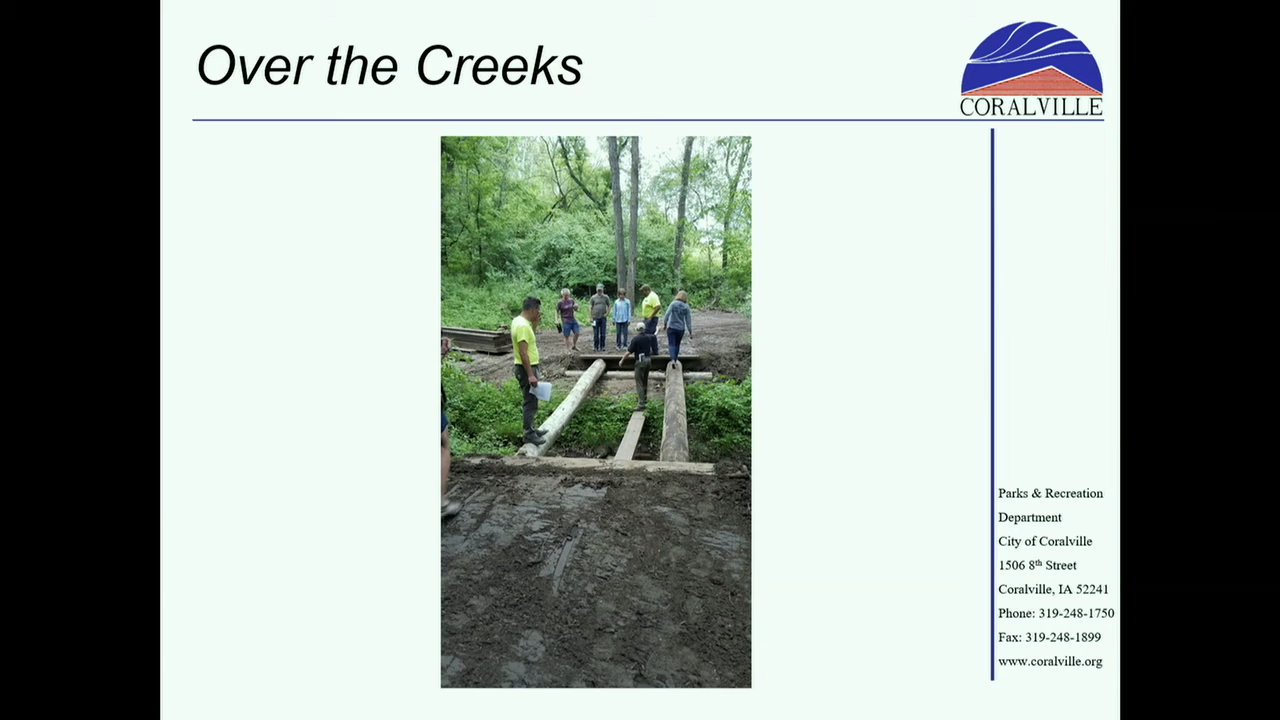 Over the Creeks
CORALVILLE
Parks & Recreation
Department
City of Coralville
1506 8th Street
Coralville, IA 52241
Phone: 319-248-1750
Fax: 319-248-1899
www.coralville.org